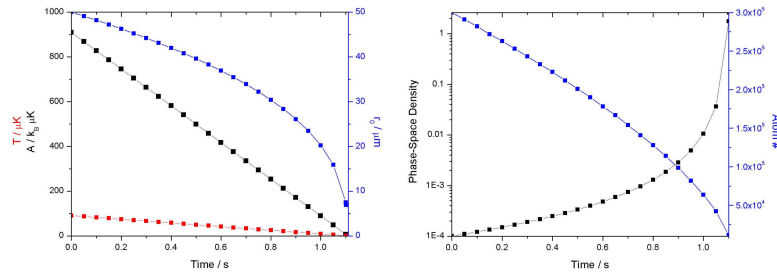 1000
800
600
400
200
0
T / μK
A / k_B μK
50
40
30
20
10
0
r_0 / μm
0.0 0.2 0.4 0.6 0.8 1.0
Time / s
1
0.1
0.01
1E-3
1E-4
Phase-Space Density
3.0x10^5
2.5x10^5
2.0x10^5
1.5x10^5
1.0x10^5
5.0x10^4
Atom #
0.0 0.2 0.4 0.6 0.8 1.0
Time / s